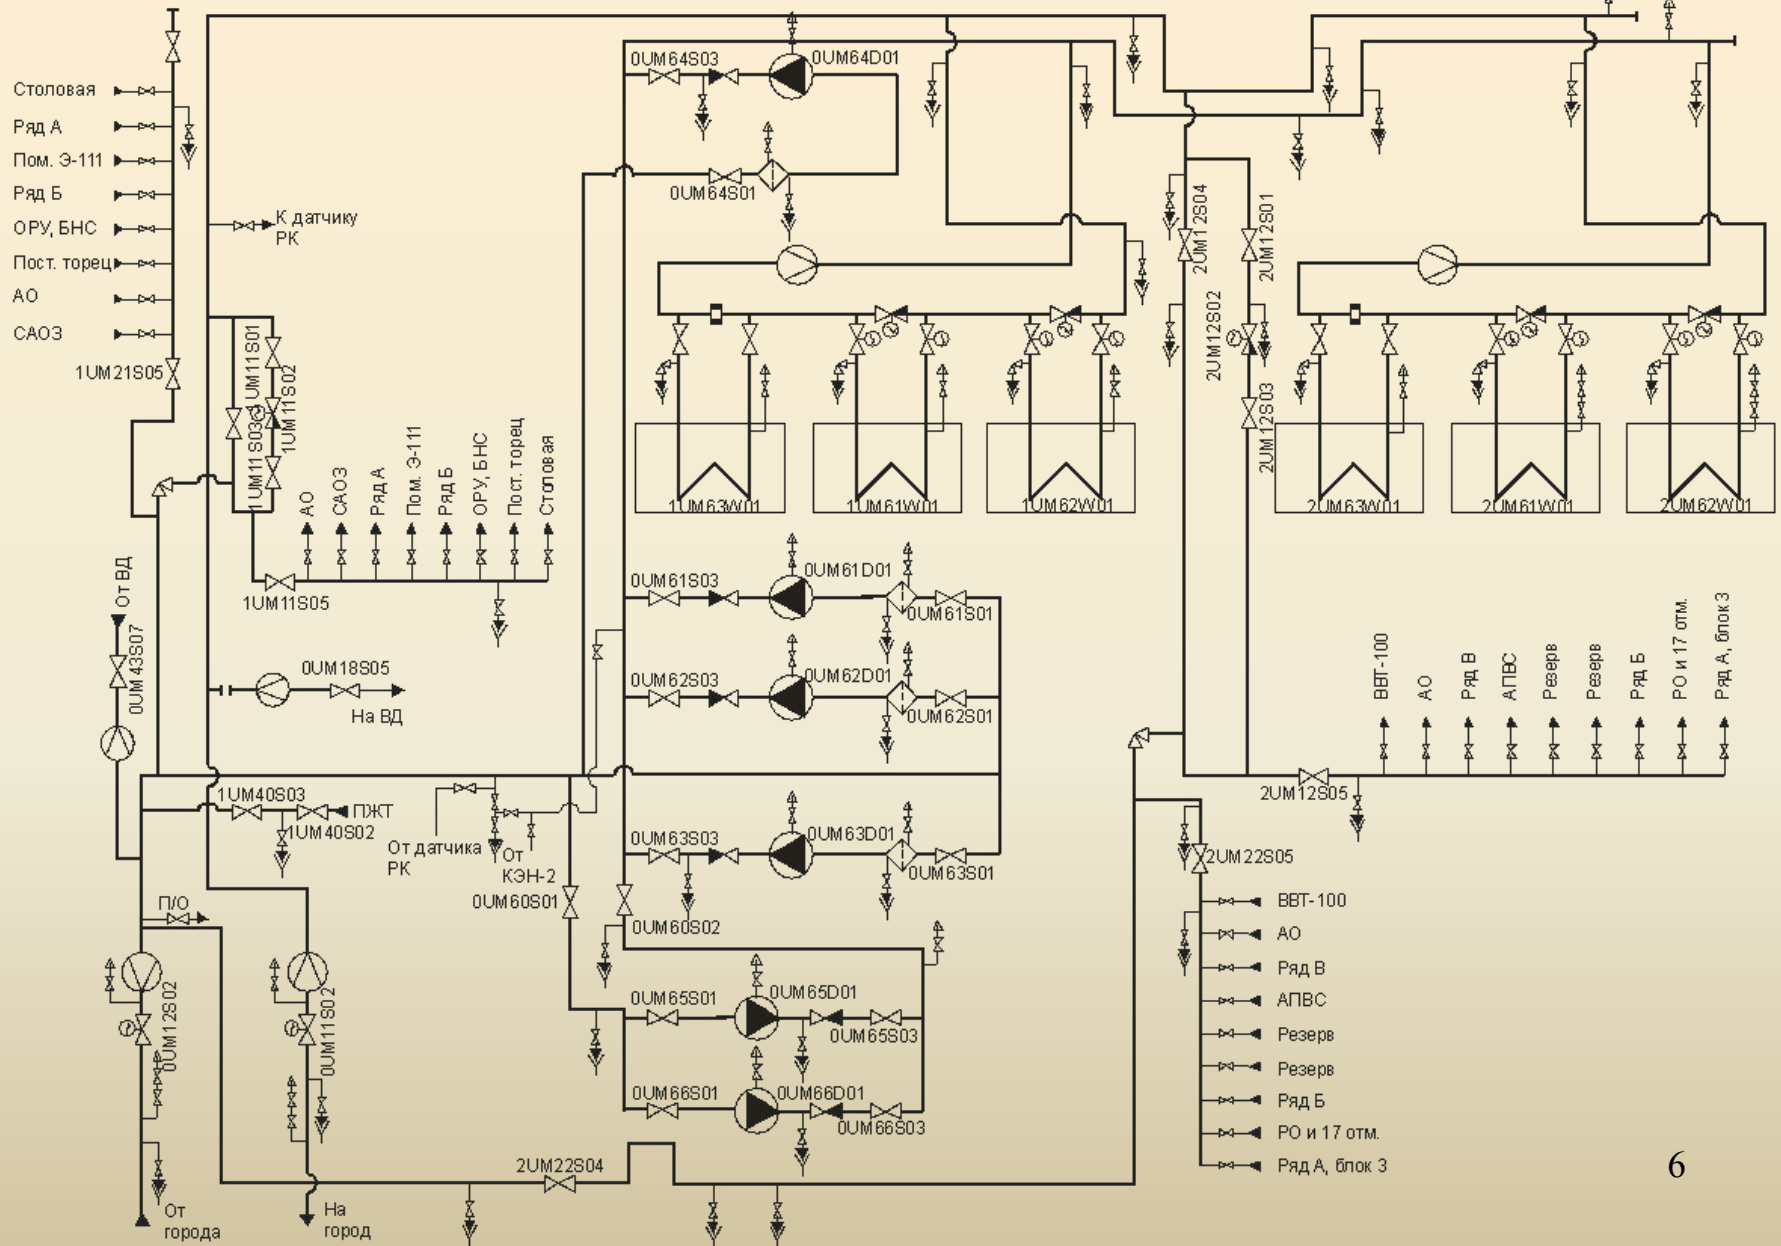 0UM64S03
0UM64D01
Столовая
Ряд А
Пом. Э-111
Ряд Б
ОРУ, БНС
Пост. торец
АО
САОЗ
1UM21S05
К датчику
РК
0UM64S01
2UM12S04
2UM12S01
2UM12S02
2UM12S03
1UM11S01
1UM11S02
1UM11S03
АО
САОЗ
Ряд А
Пом. Э-111
Ряд Б
ОРУ, БНС
Пост. торец
Столовая
1UM11S05
1UM63W01
1UM61W01
1UM62W01
2UM63W01
2UM61W01
2UM62W01
От ВД
0UM43S07
0UM18S05
На ВД
0UM61S03
0UM61D01
0UM61S01
0UM62S03
0UM62D01
0UM62S01
ВВТ-100
АО
Ряд В
АПВС
Резерв
Резерв
Ряд Б
РО и 17 отм.
Ряд А, блок 3
2UM12S05
1UM40S03
ПЖТ
1UM40S02
От датчика
РК
От
КЭН-2
0UM63S03
0UM63D01
0UM63S01
0UM60S01
0UM60S02
П/О
2UM22S05
ВВТ-100
АО
Ряд В
АПВС
Резерв
Резерв
Ряд Б
РО и 17 отм.
Ряд А, блок 3
0UM12S02
0UM11S02
0UM65S01
0UM65D01
0UM65S03
0UM66S01
0UM66D01
0UM66S03
2UM22S04
От
города
На
город
6